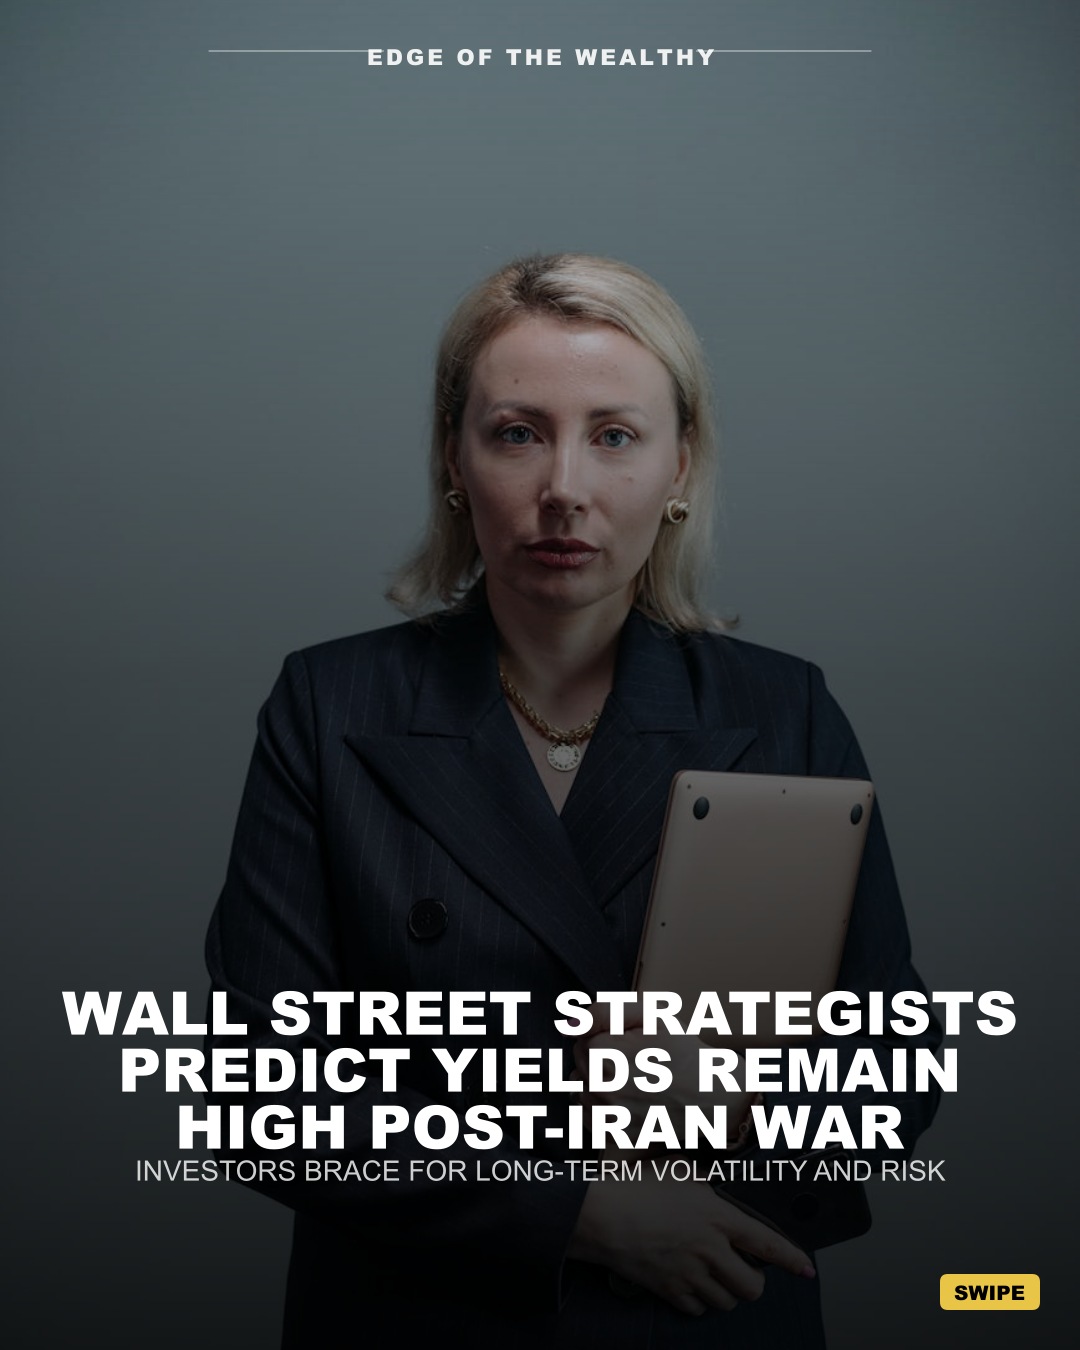 EDGE OF THE WEALTHY
WALL STREET STRATEGISTS
PREDICT YIELDS REMAIN
HIGH POST-IRAN WAR
INVESTORS BRACE FOR LONG-TERM VOLATILITY AND RISK
SWIPE